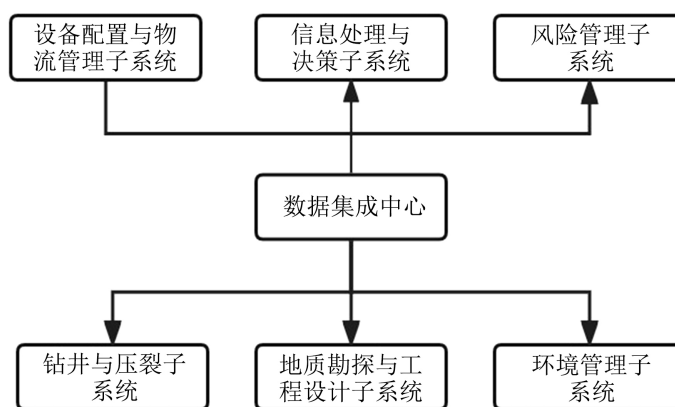 设备配置与物
流管理子系统
信息处理与
决策子系统
风险管理子
系统
数据集成中心
钻井与压裂子
系统
地质勘探与工
程设计子系统
环境管理子
系统